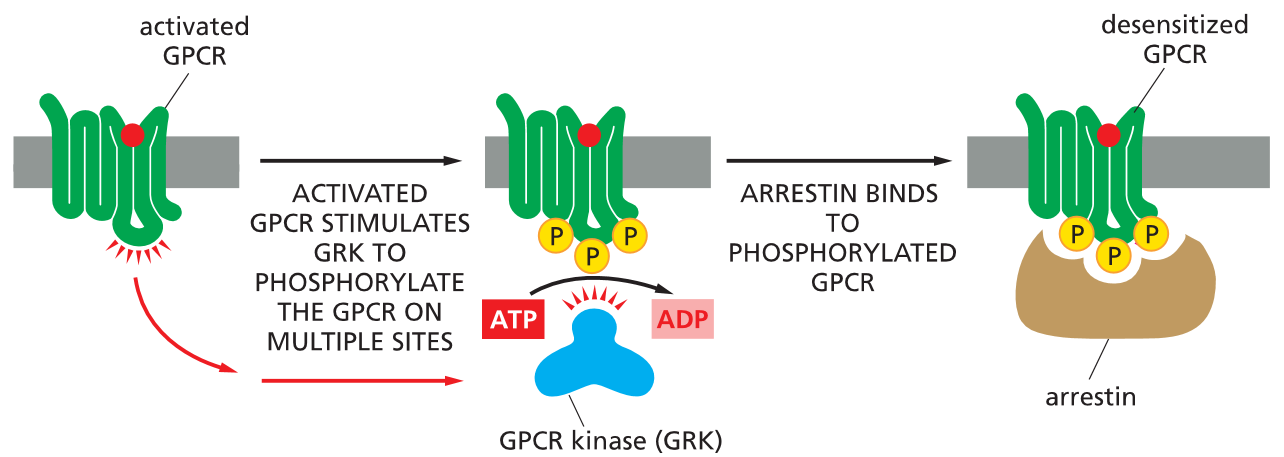 activated
GPCR
ACTIVATED
GPCR STIMULATES
GRK TO
PHOSPHORYLATE
THE GPCR ON
MULTIPLE SITES
P
P
P
ATP
ADP
GPCR kinase (GRK)
ARRESTIN BINDS
TO
PHOSPHORYLATED
GPCR
desensitized
GPCR
P
P
P
arrestin